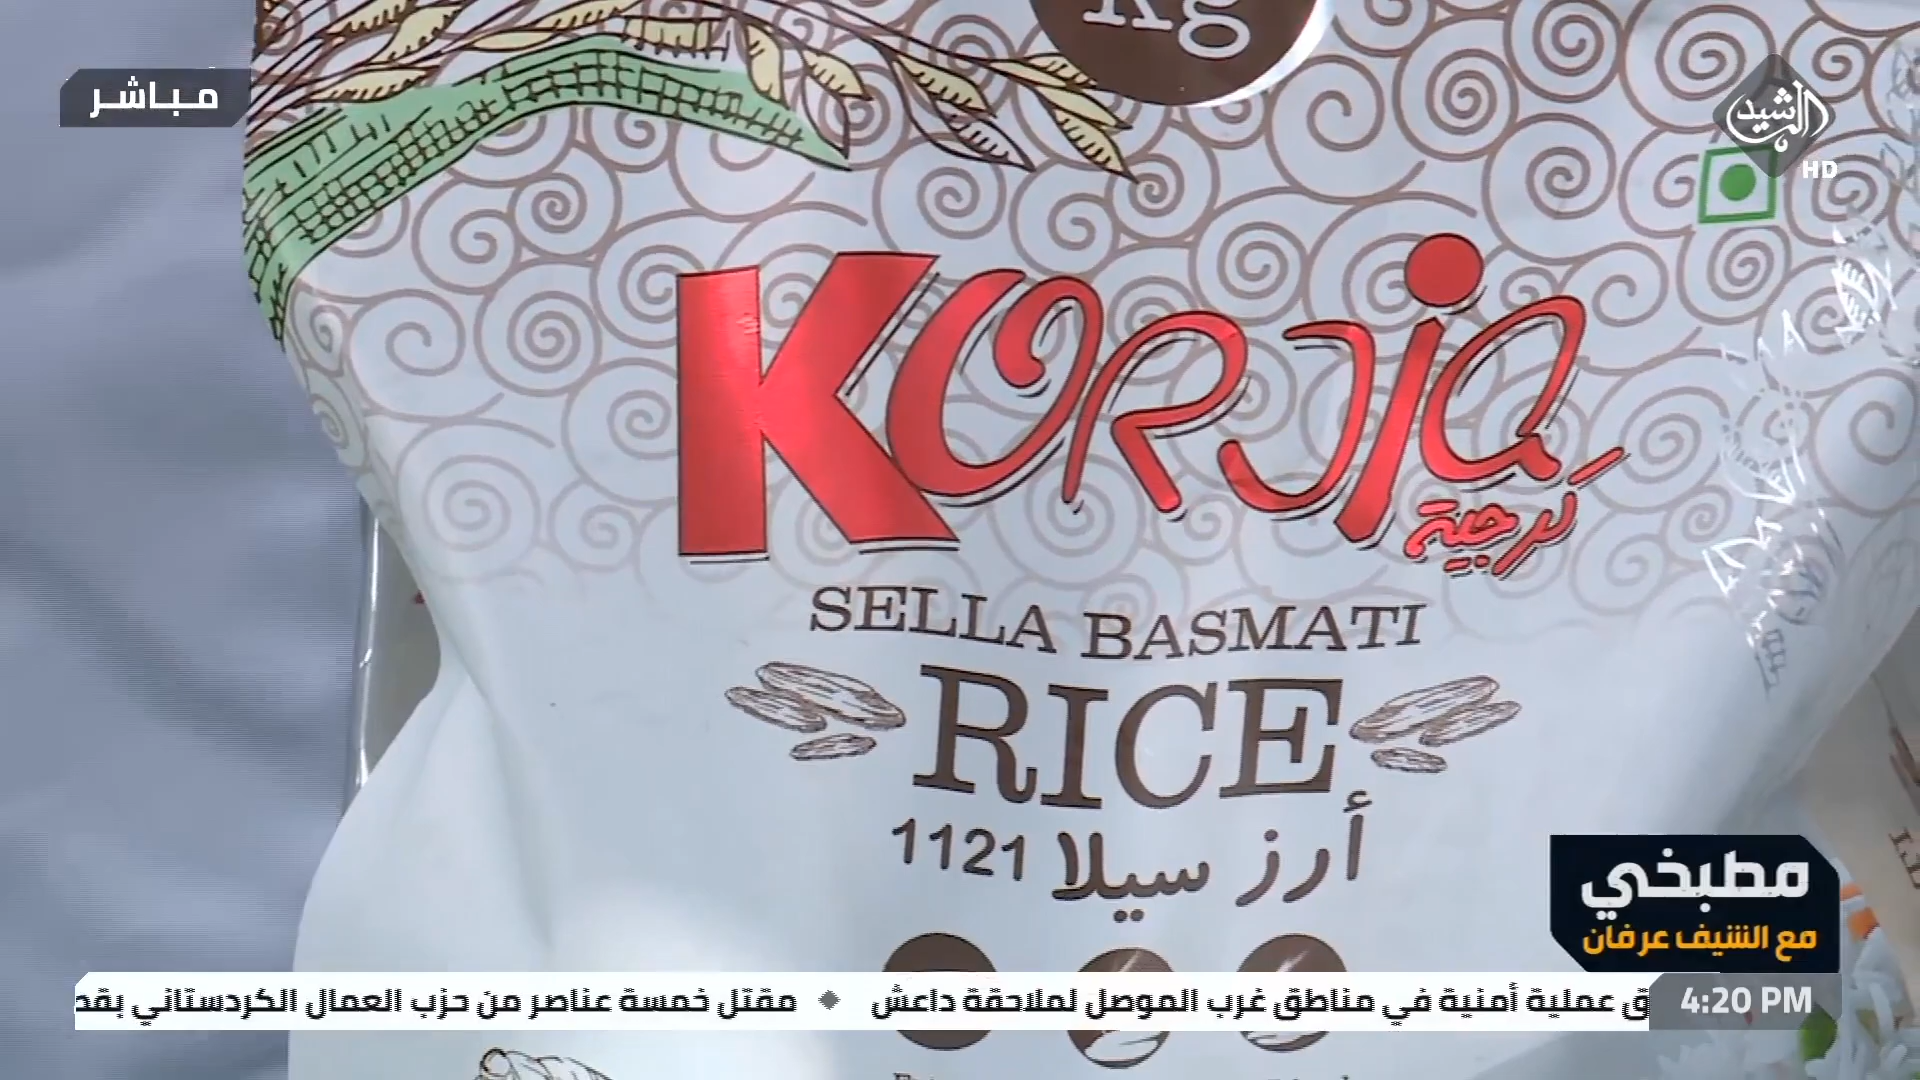 Kg
مباشر
الرشيد
HD
KORJIA
كرجية
SELLA BASMATI
RICE
أرز سيلا 1121
مطبخي
مع الشيف عرفان
ق عملية أمنية في مناطق غرب الموصل لملاحقة داعش ◆ مقتل خمسة عناصر من حزب العمال الكردستاني بقد
4:20 PM